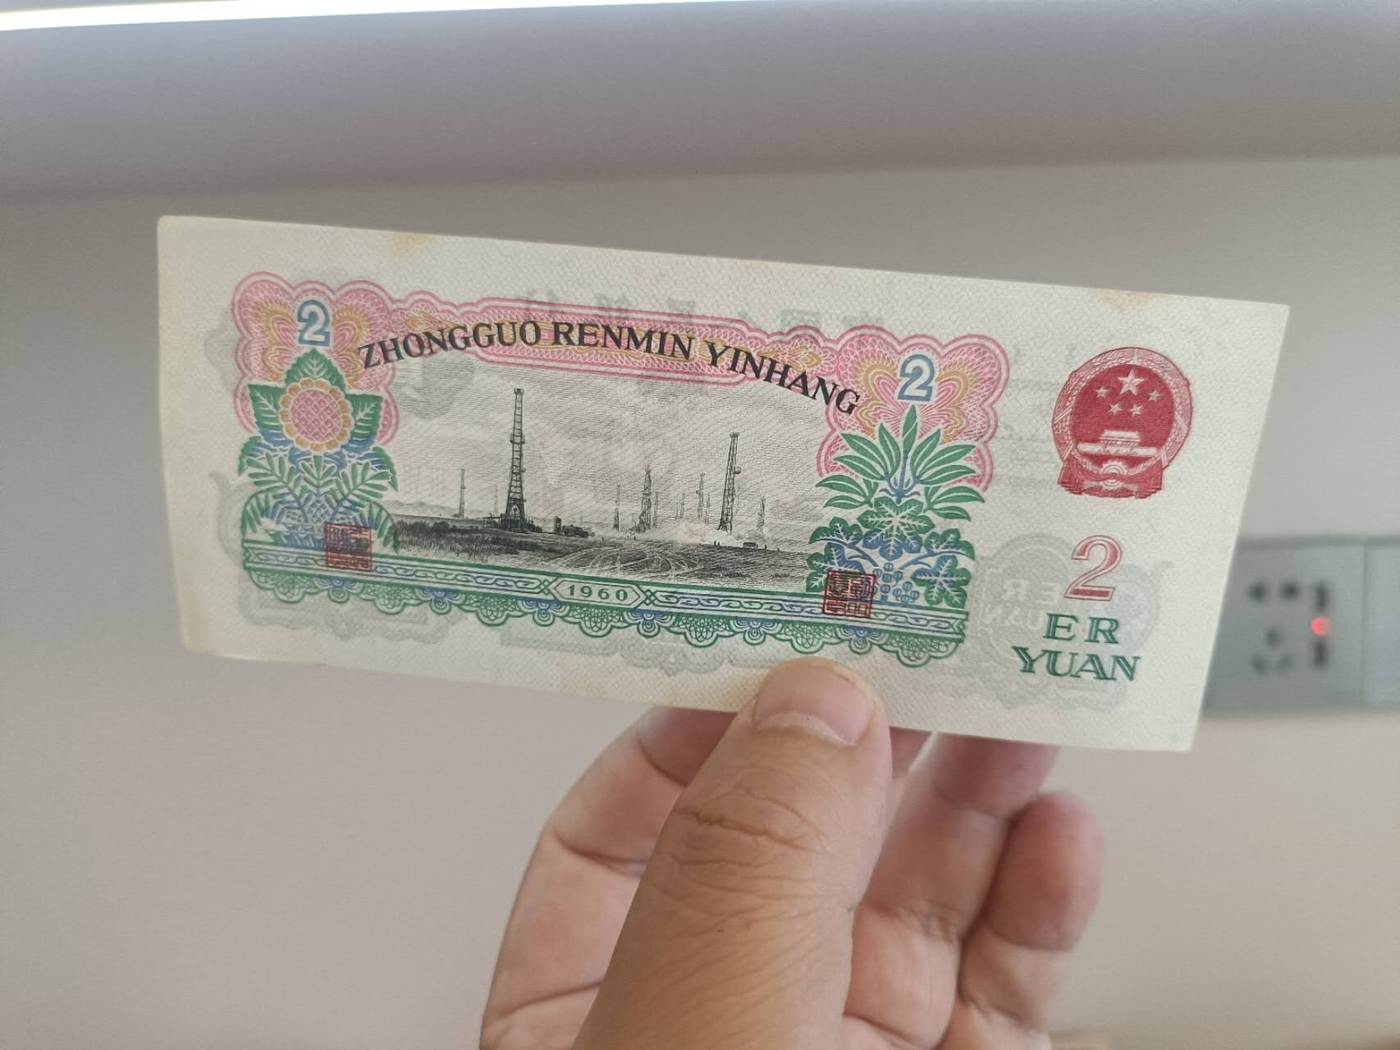 2
ZHONGGUO RENMIN YINHANG
2
1960
2
ER
YUAN